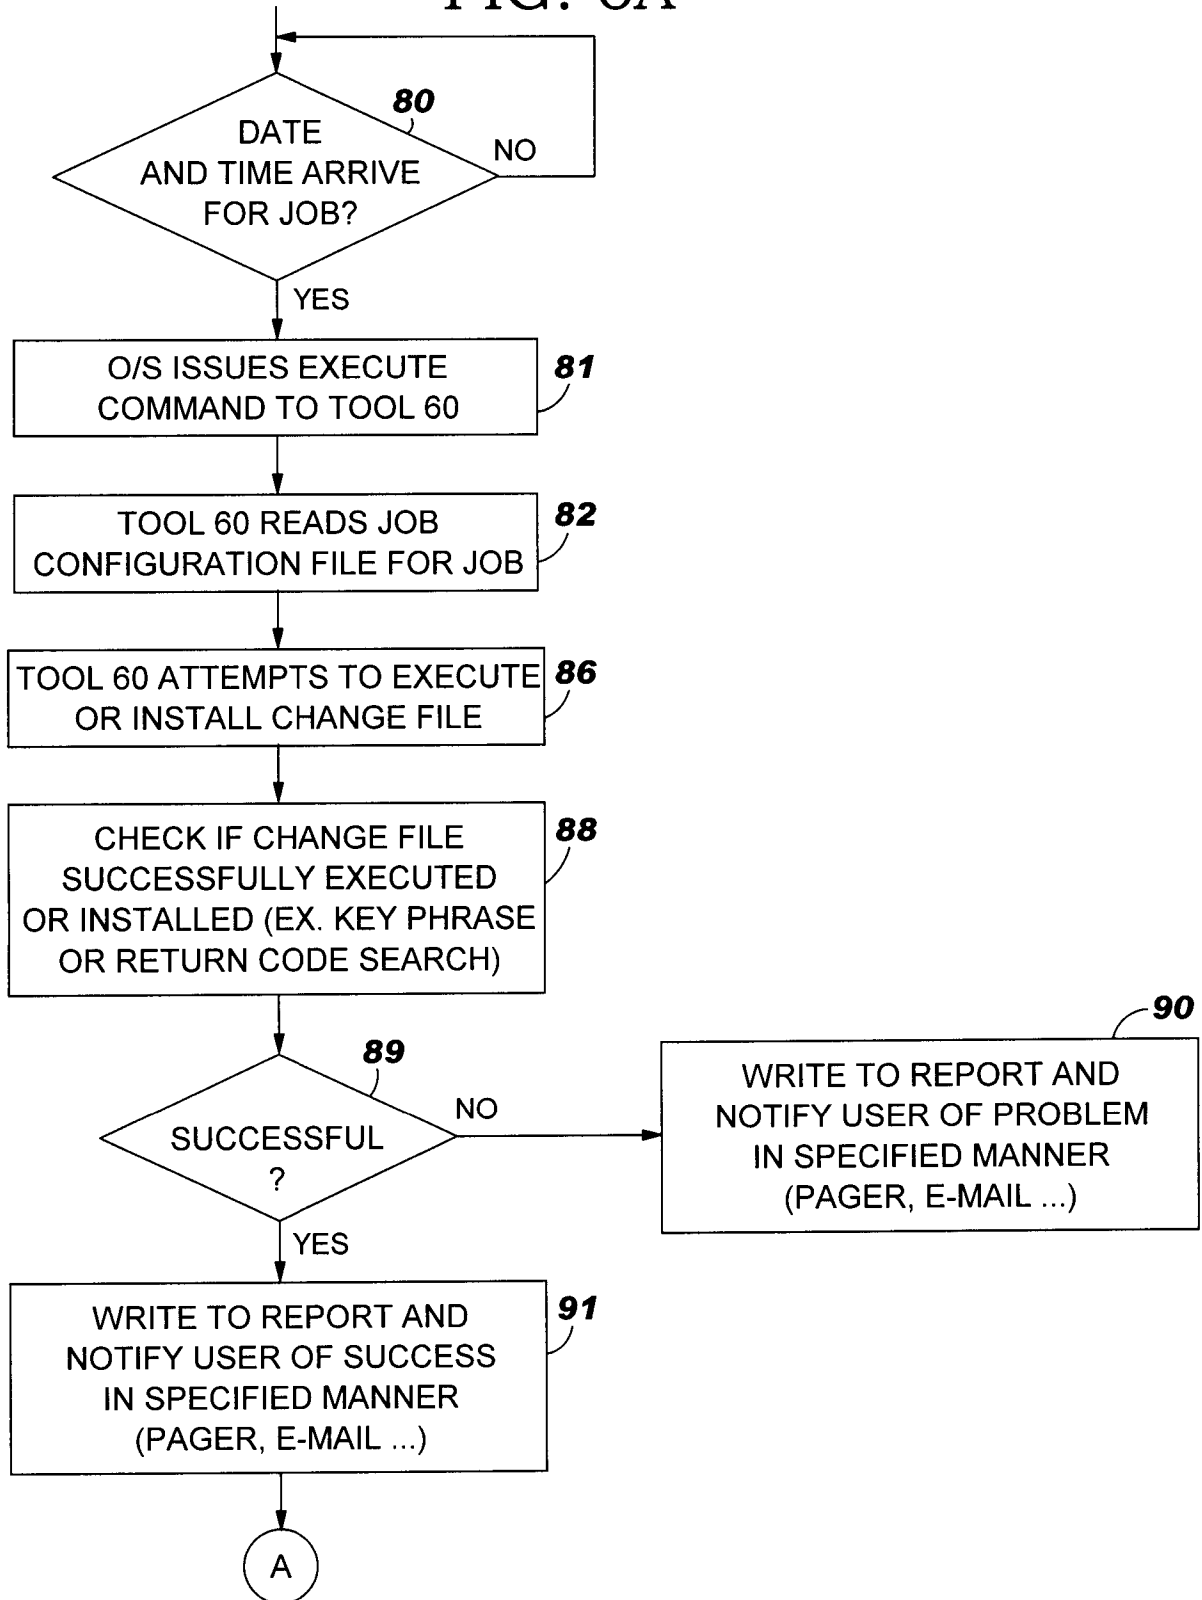 FIG. 6A
80
DATE
AND TIME ARRIVE
FOR JOB?
NO
YES
O/S ISSUES EXECUTE
COMMAND TO TOOL 60
81
TOOL 60 READS JOB
CONFIGURATION FILE FOR JOB
82
TOOL 60 ATTEMPTS TO EXECUTE
OR INSTALL CHANGE FILE
86
CHECK IF CHANGE FILE
SUCCESSFULLY EXECUTED
OR INSTALLED (EX. KEY PHRASE
OR RETURN CODE SEARCH)
88
89
SUCCESSFUL
?
NO
90
WRITE TO REPORT AND
NOTIFY USER OF PROBLEM
IN SPECIFIED MANNER
(PAGER, E-MAIL ...)
YES
WRITE TO REPORT AND
NOTIFY USER OF SUCCESS
IN SPECIFIED MANNER
(PAGER, E-MAIL ...)
91
A